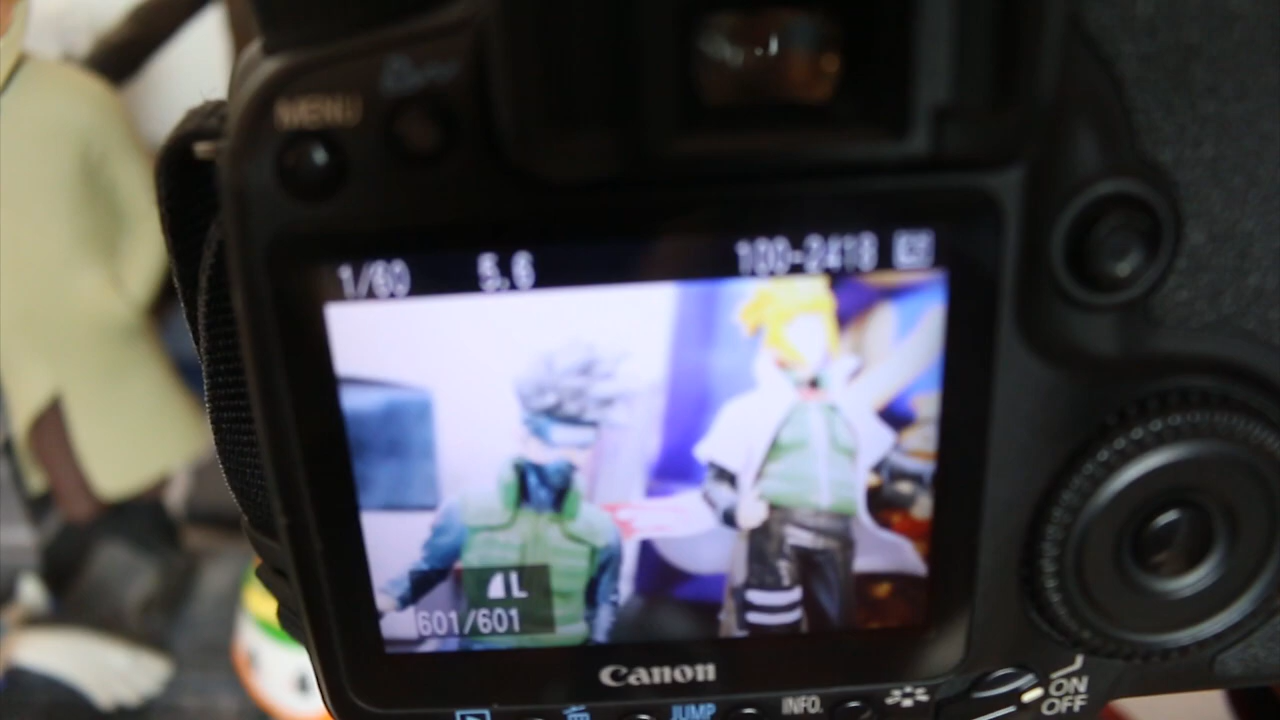 MENU
1/60 5.6 100-2418
L
601/601
Canon
JUMP INFO.
ON
OFF